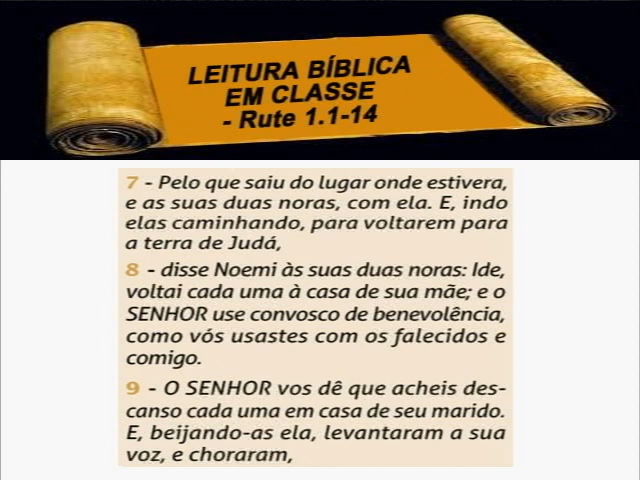 LEITURA BÍBLICA
EM CLASSE
- Rute 1.1-14
7 - Pelo que saiu do lugar onde estivera,
e as suas duas noras, com ela. E, indo
elas caminhando, para voltarem para
a terra de Judá,
8 - disse Noemi às suas duas noras: Ide,
voltai cada uma à casa de sua mãe; e o
SENHOR use convosco de benevolência,
como vós usastes com os falecidos e
comigo.
9 - O SENHOR vos dê que acheis des-
canso cada uma em casa de seu marido.
E, beijando-as ela, levantaram a sua
voz, e choraram,